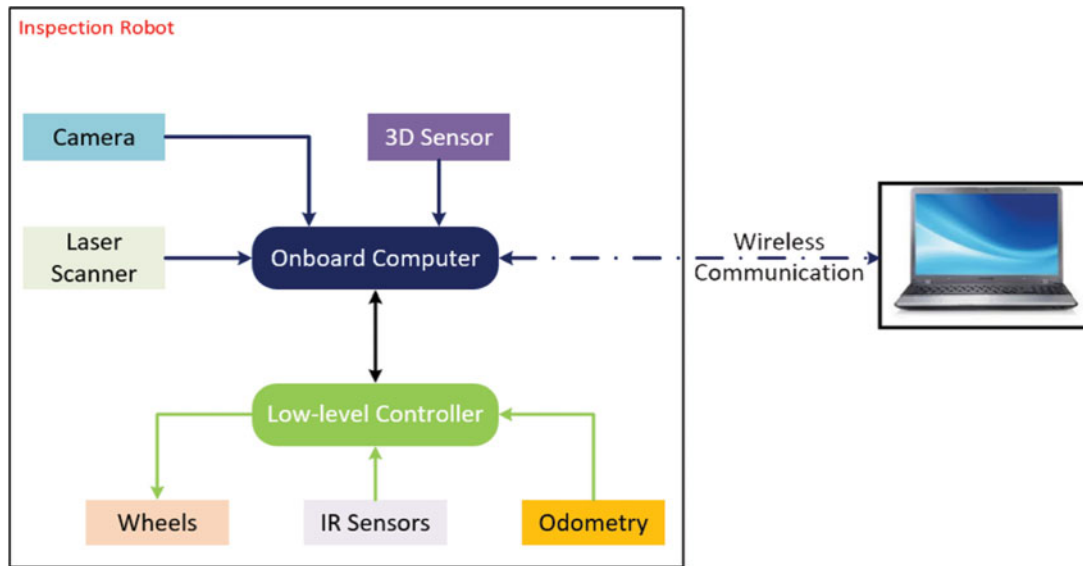 Inspection Robot
Camera
3D Sensor
Laser
Scanner
Onboard Computer
Wireless
Communication
Low-level Controller
Wheels
IR Sensors
Odometry